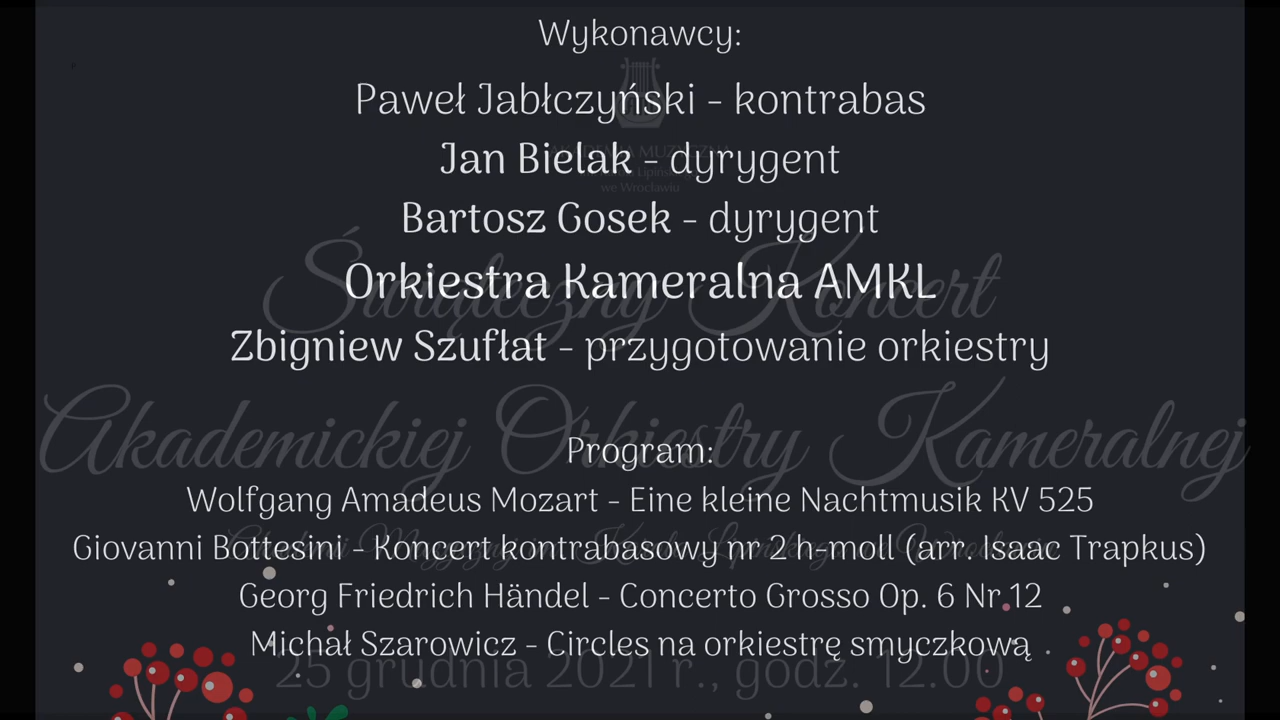 Wykonawcy:
Paweł Jabłczyński - kontrabas
Jan Bielak - dyrygent
Bartosz Gosek - dyrygent
we Wrocławiu
Świąteczny Koncert
Orkiestra Kameralna AMKL
Zbigniew Szufłat - przygotowanie orkiestry
Akademickiej Orkiestry Kameralnej
Program:
Wolfgang Amadeus Mozart - Eine kleine Nachtmusik KV 525
Giovanni Bottesini - Koncert kontrabasowy nr 2 h-moll (arr. Isaac Trapkus)
Georg Friedrich Händel - Concerto Grosso Op. 6 Nr.12
Michał Szarowicz - Circles na orkiestrę smyczkową
25 grudnia 2021 r., godz. 12.00